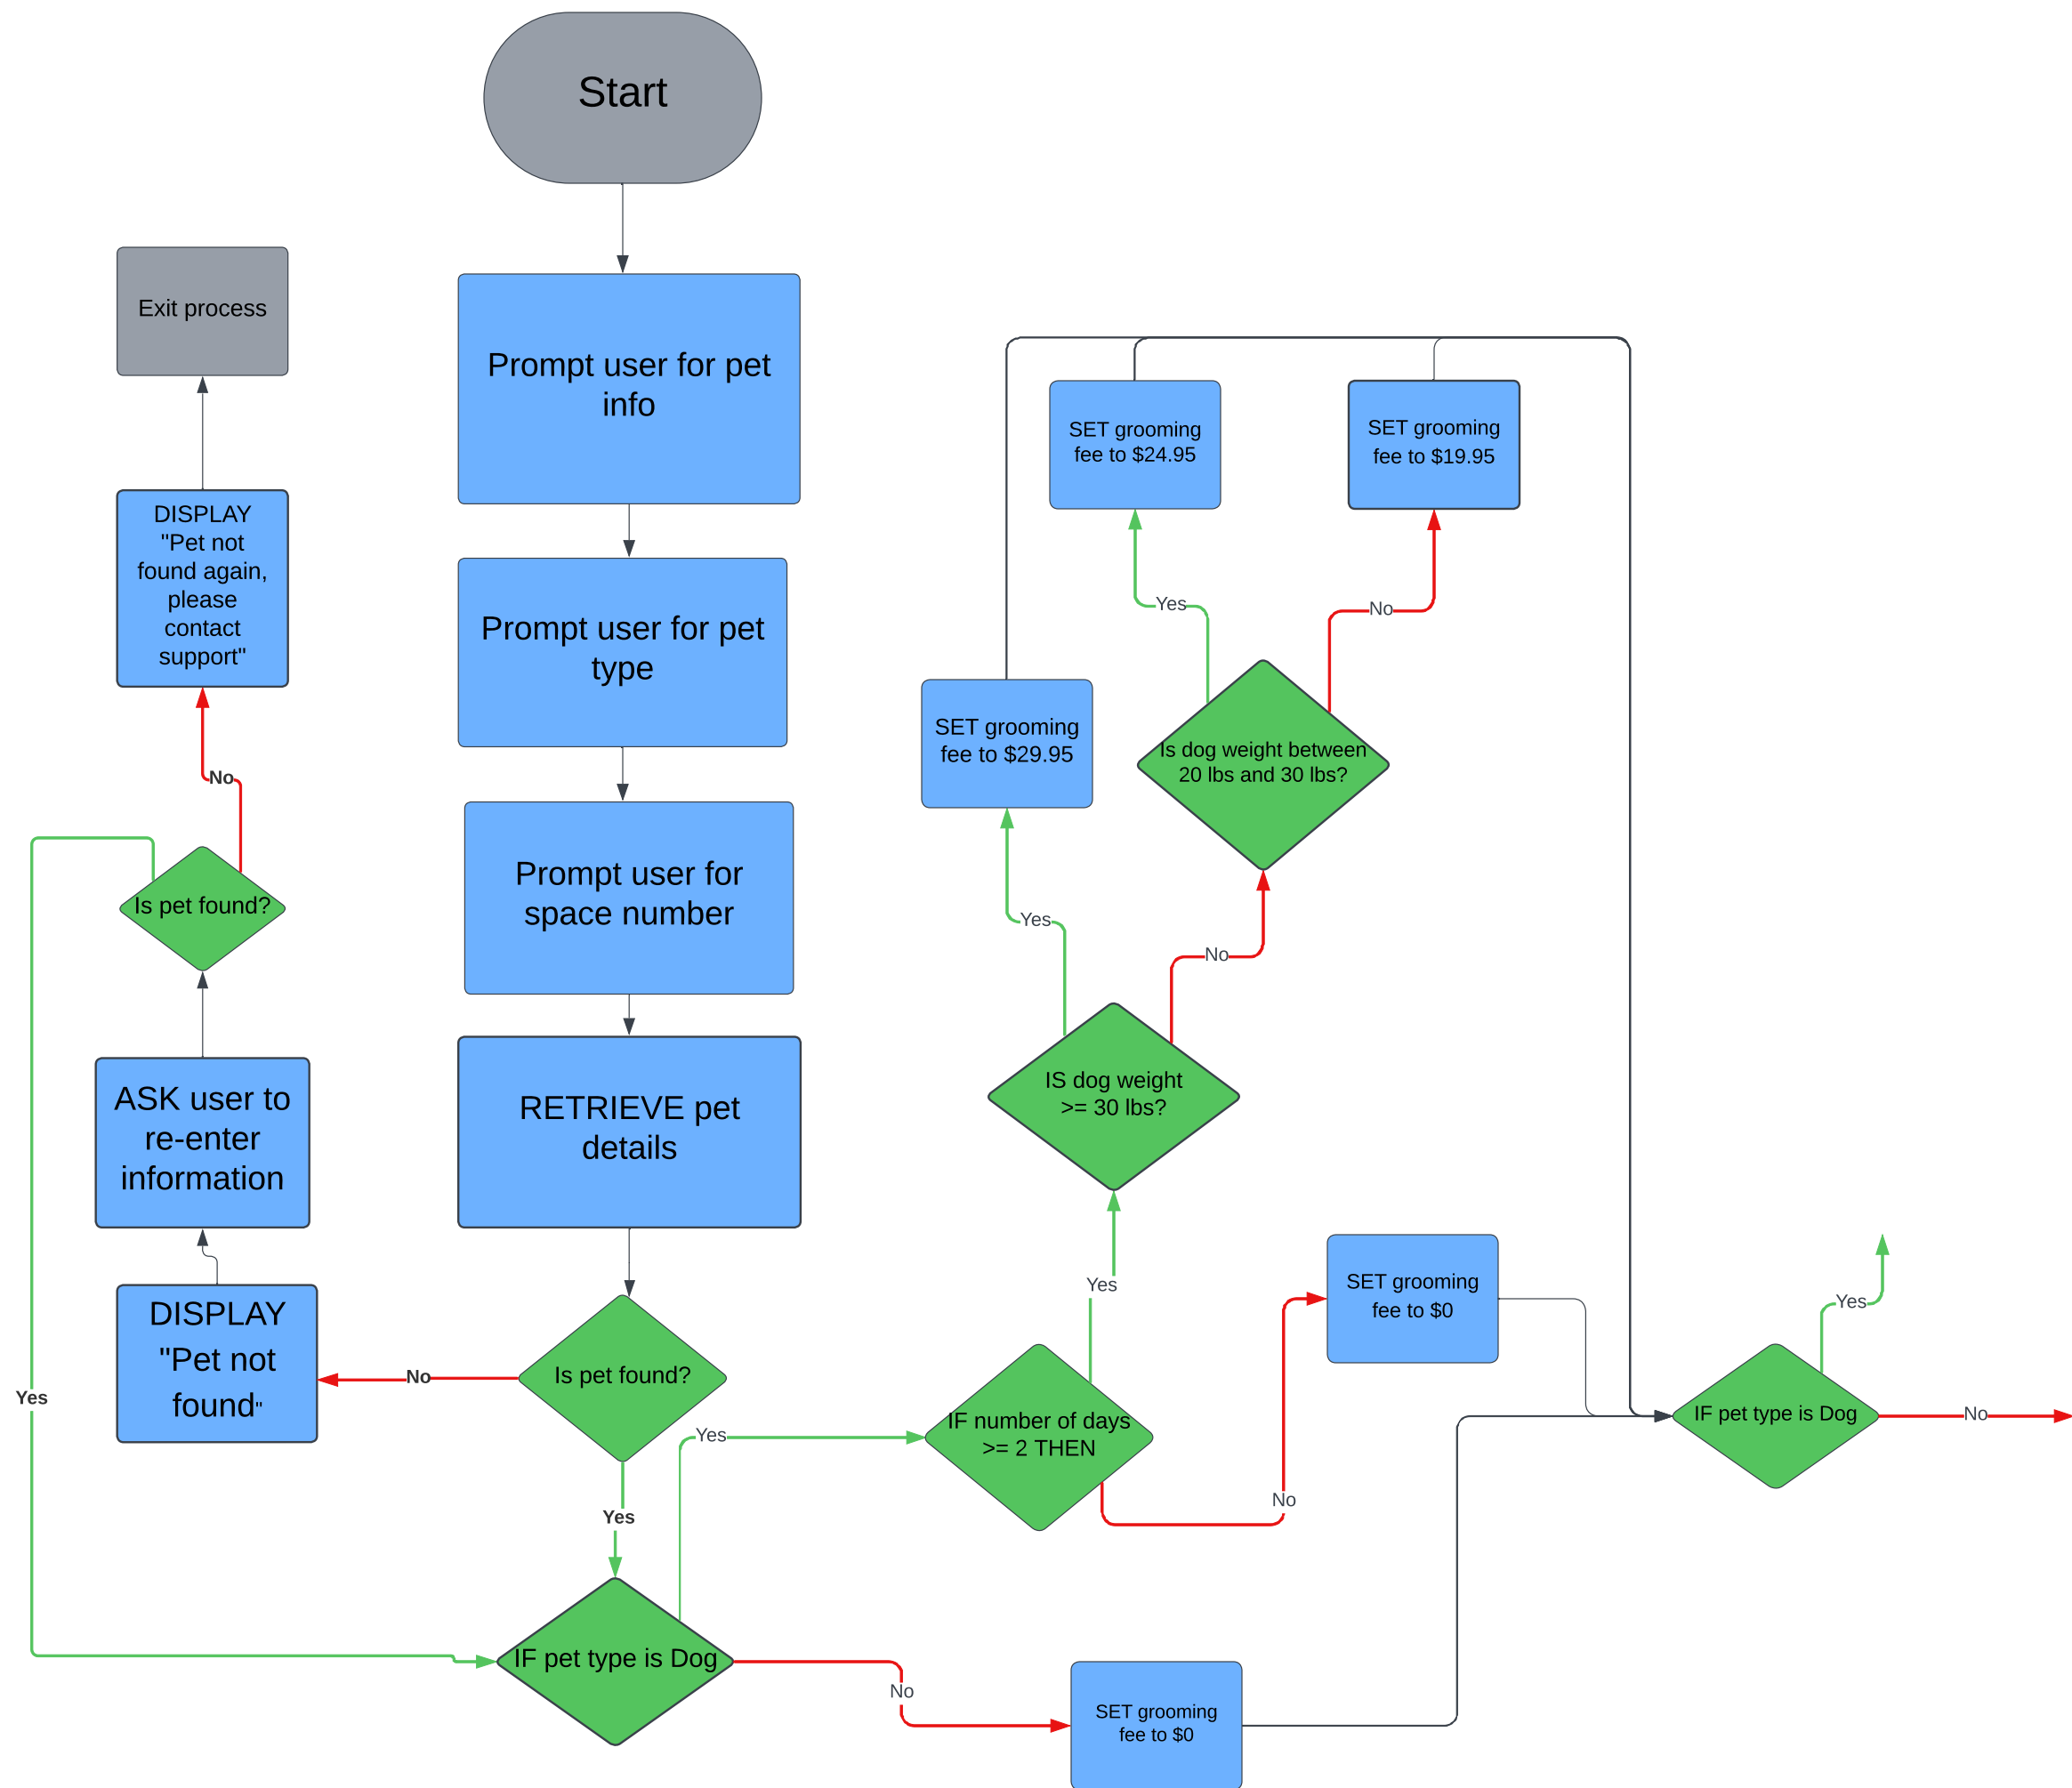 Start
Prompt user for pet
info
Prompt user for pet
type
Prompt user for
space number
RETRIEVE pet
details
Is pet found?
No
DISPLAY
"Pet not
found"
ASK user to
re-enter
information
Is pet found?
No
DISPLAY
"Pet not
found again,
please
contact
support"
Exit process
Yes
Yes
IF pet type is Dog
Yes
No
SET grooming
fee to $0
IF number of days
>= 2 THEN
No
SET grooming
fee to $0
Yes
IS dog weight
>= 30 lbs?
Yes
SET grooming
fee to $29.95
No
Is dog weight between
20 lbs and 30 lbs?
Yes
SET grooming
fee to $24.95
No
SET grooming
fee to $19.95
IF pet type is Dog
Yes
No